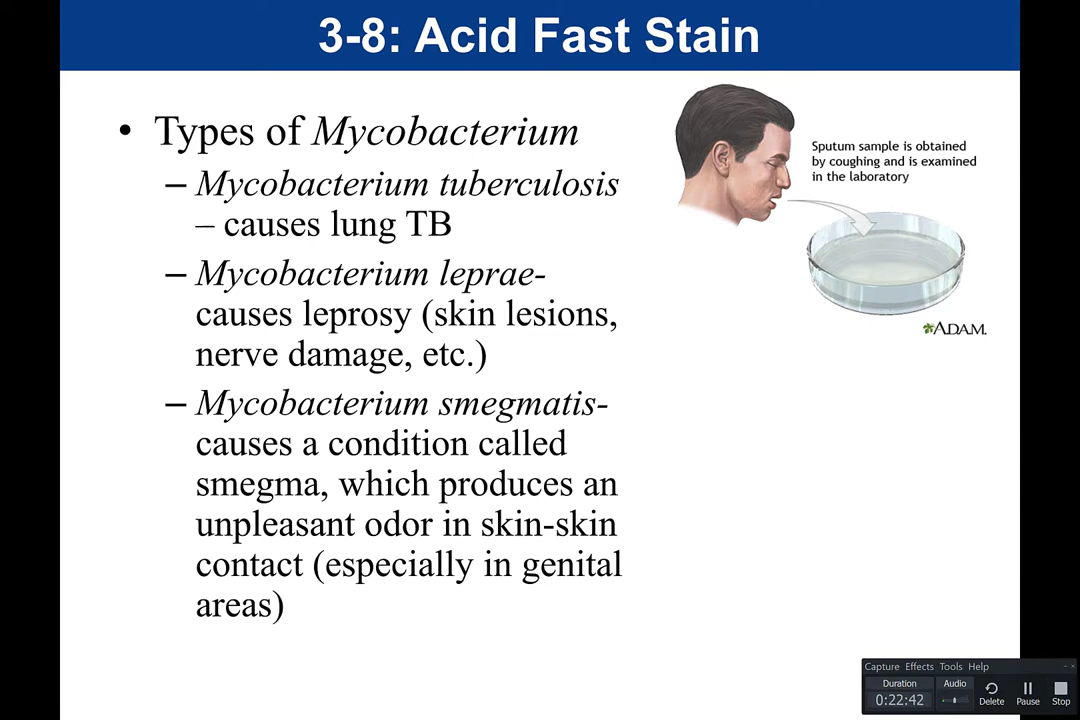 3-8: Acid Fast Stain
• Types of Mycobacterium
– Mycobacterium tuberculosis
– causes lung TB
– Mycobacterium leprae-
causes leprosy (skin lesions,
nerve damage, etc.)
– Mycobacterium smegmatis-
causes a condition called
smegma, which produces an
unpleasant odor in skin-skin
contact (especially in genital
areas)
Sputum sample is obtained
by coughing and is examined
in the laboratory
ADAM.
Capture Effects Tools Help
Duration
Audio
0:22:42
Delete
Pause
Stop